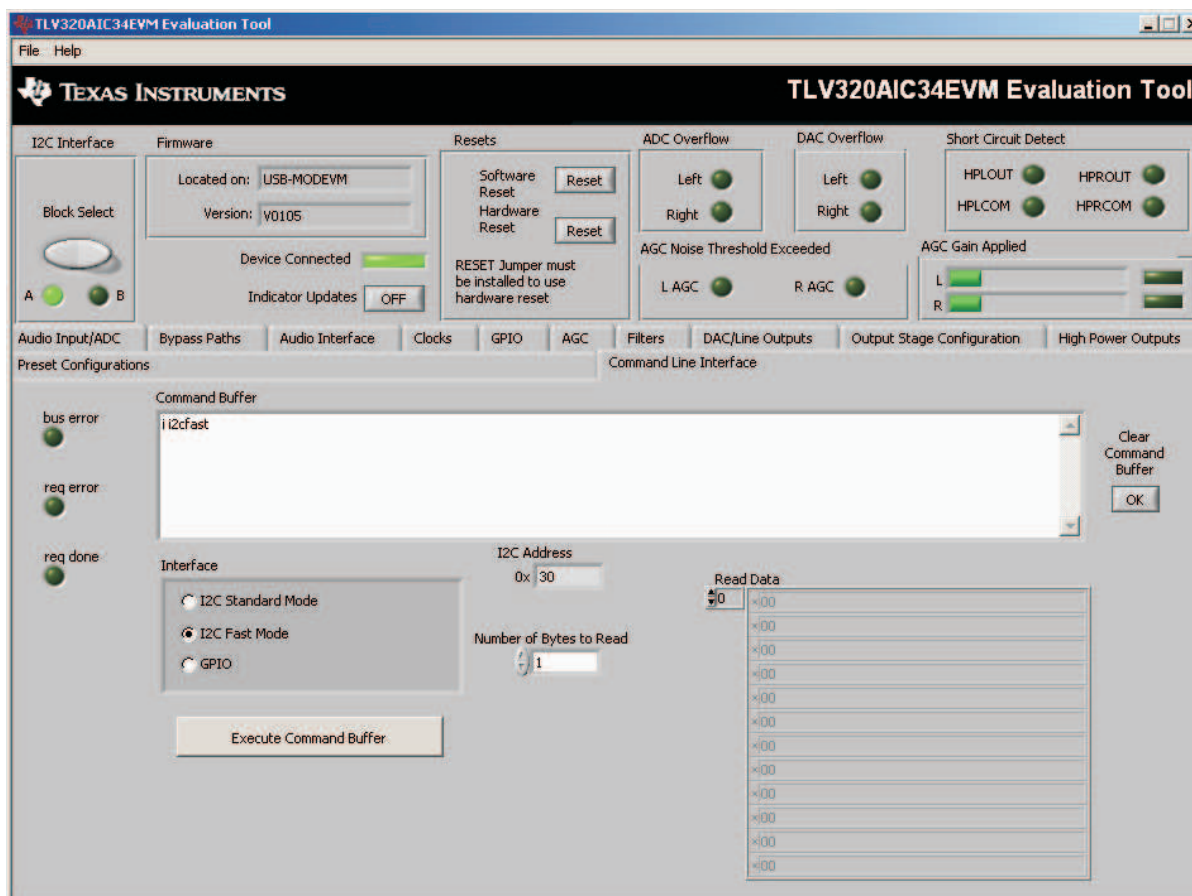 TLV320AIC34EVM Evaluation Tool
File Help
TEXAS INSTRUMENTS
TLV320AIC34EVM Evaluation Tool
I2C Interface
Block Select
A B
Firmware
Located on: USB-MODEVM
Version: V0105
Device Connected
Indicator Updates OFF
Resets
Software Reset Reset
Hardware Reset Reset
RESET Jumper must
be installed to use
hardware reset
ADC Overflow
Left
Right
DAC Overflow
Left
Right
Short Circuit Detect
HPLOUT HPROUT
HPLCOM HPRCOM
AGC Noise Threshold Exceeded
L AGC R AGC
AGC Gain Applied
L
R
Audio Input/ADC Bypass Paths Audio Interface Clocks GPIO AGC Filters DAC/Line Outputs Output Stage Configuration High Power Outputs
Preset Configurations Command Line Interface
bus error
req error
req done
Command Buffer
i i2cfast
Clear
Command
Buffer
OK
Interface
I2C Standard Mode
I2C Fast Mode
GPIO
I2C Address
0x 30
Number of Bytes to Read
1
Execute Command Buffer
Read Data
0
x00
x00
x00
x00
x00
x00
x00
x00
x00
x00
x00
x00